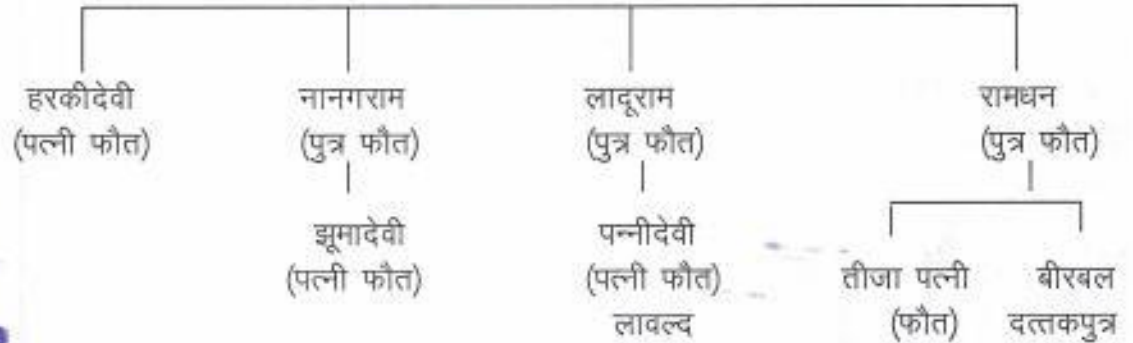 हरकीदेवी नानगराम लादूराम रामधन
(पत्नी फौत) (पुत्र फौत) (पुत्र फौत) (पुत्र फौत)
झूमादेवी पन्नीदेवी
(पत्नी फौत) (पत्नी फौत) तीजा पत्नी बीरबल
लावल्द (फौत) दत्तकपुत्र